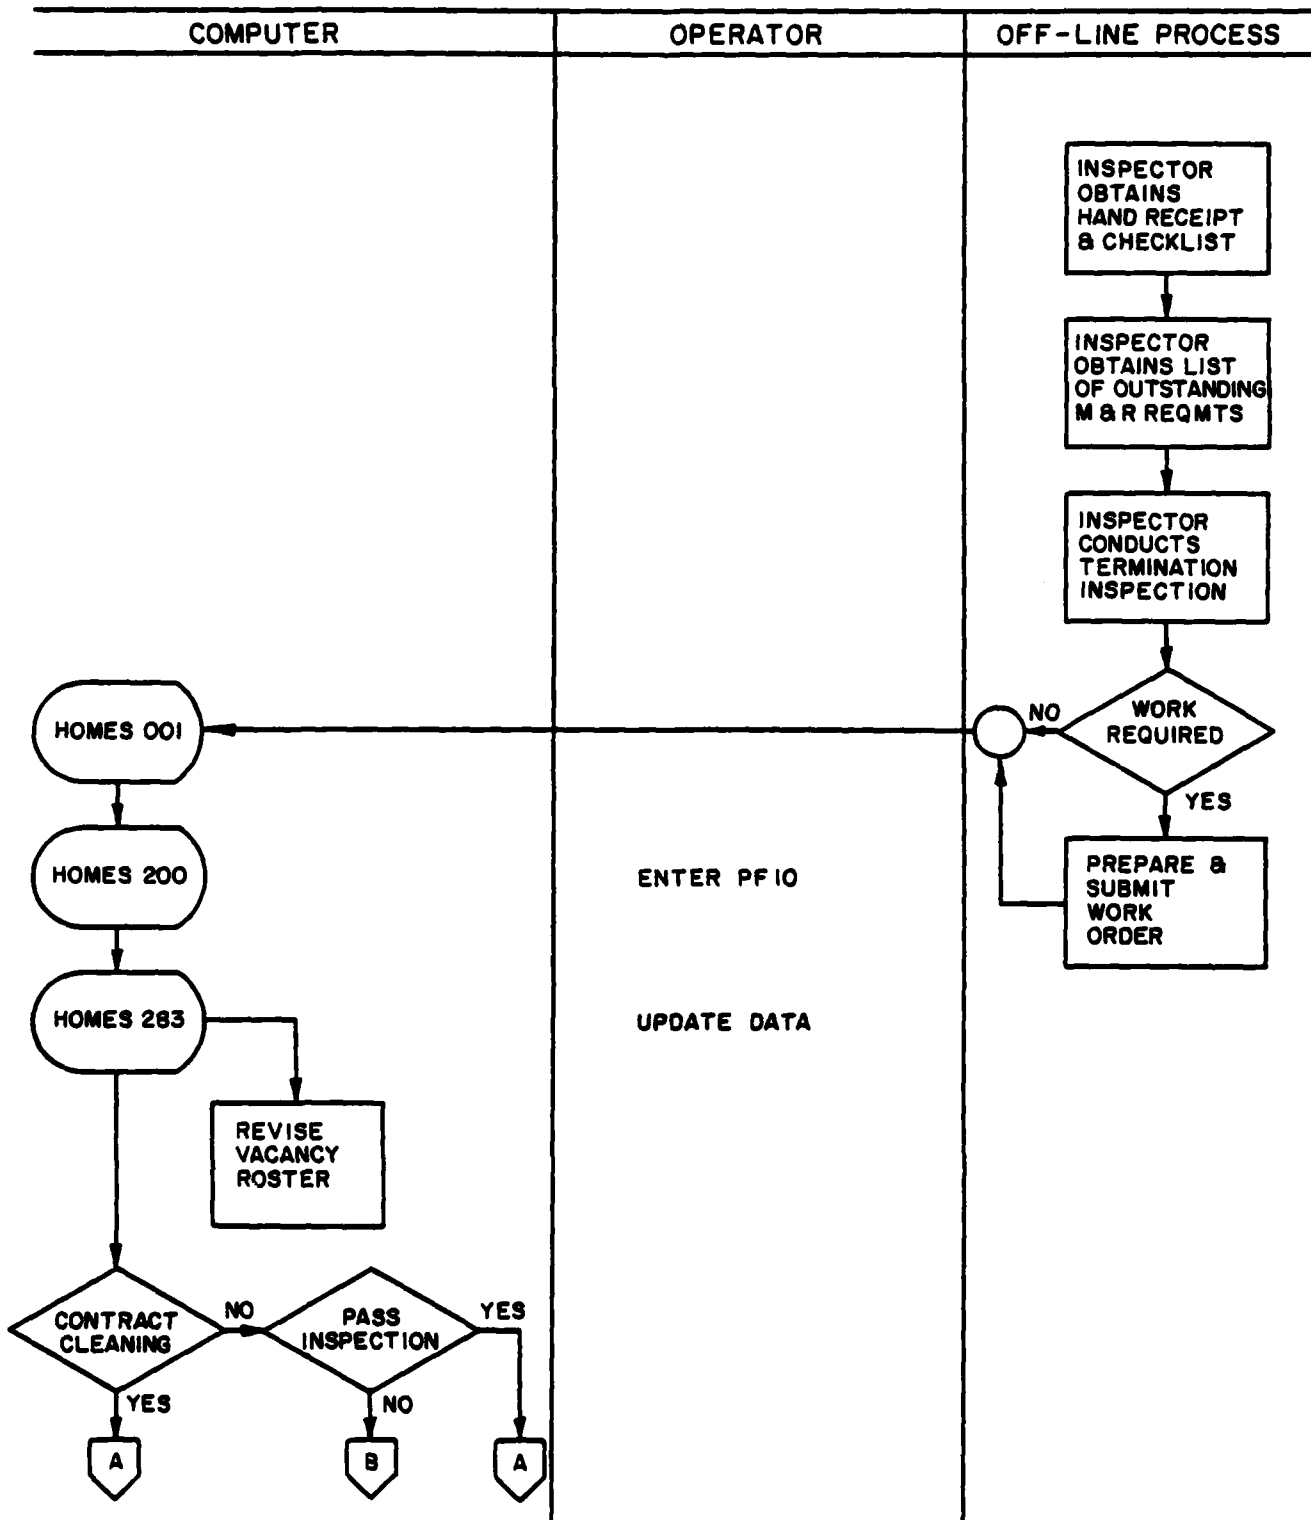 COMPUTER
OPERATOR
OFF-LINE PROCESS
INSPECTOR
OBTAINS
HAND RECEIPT
& CHECKLIST
INSPECTOR
OBTAINS LIST
OF OUTSTANDING
M & R REQMTS
INSPECTOR
CONDUCTS
TERMINATION
INSPECTION
HOMES 001
NO
WORK
REQUIRED
YES
HOMES 200
ENTER PF10
PREPARE &
SUBMIT
WORK
ORDER
HOMES 283
UPDATE DATA
REVISE
VACANCY
ROSTER
CONTRACT
CLEANING
NO
PASS
INSPECTION
YES
YES
NO
A
B
A